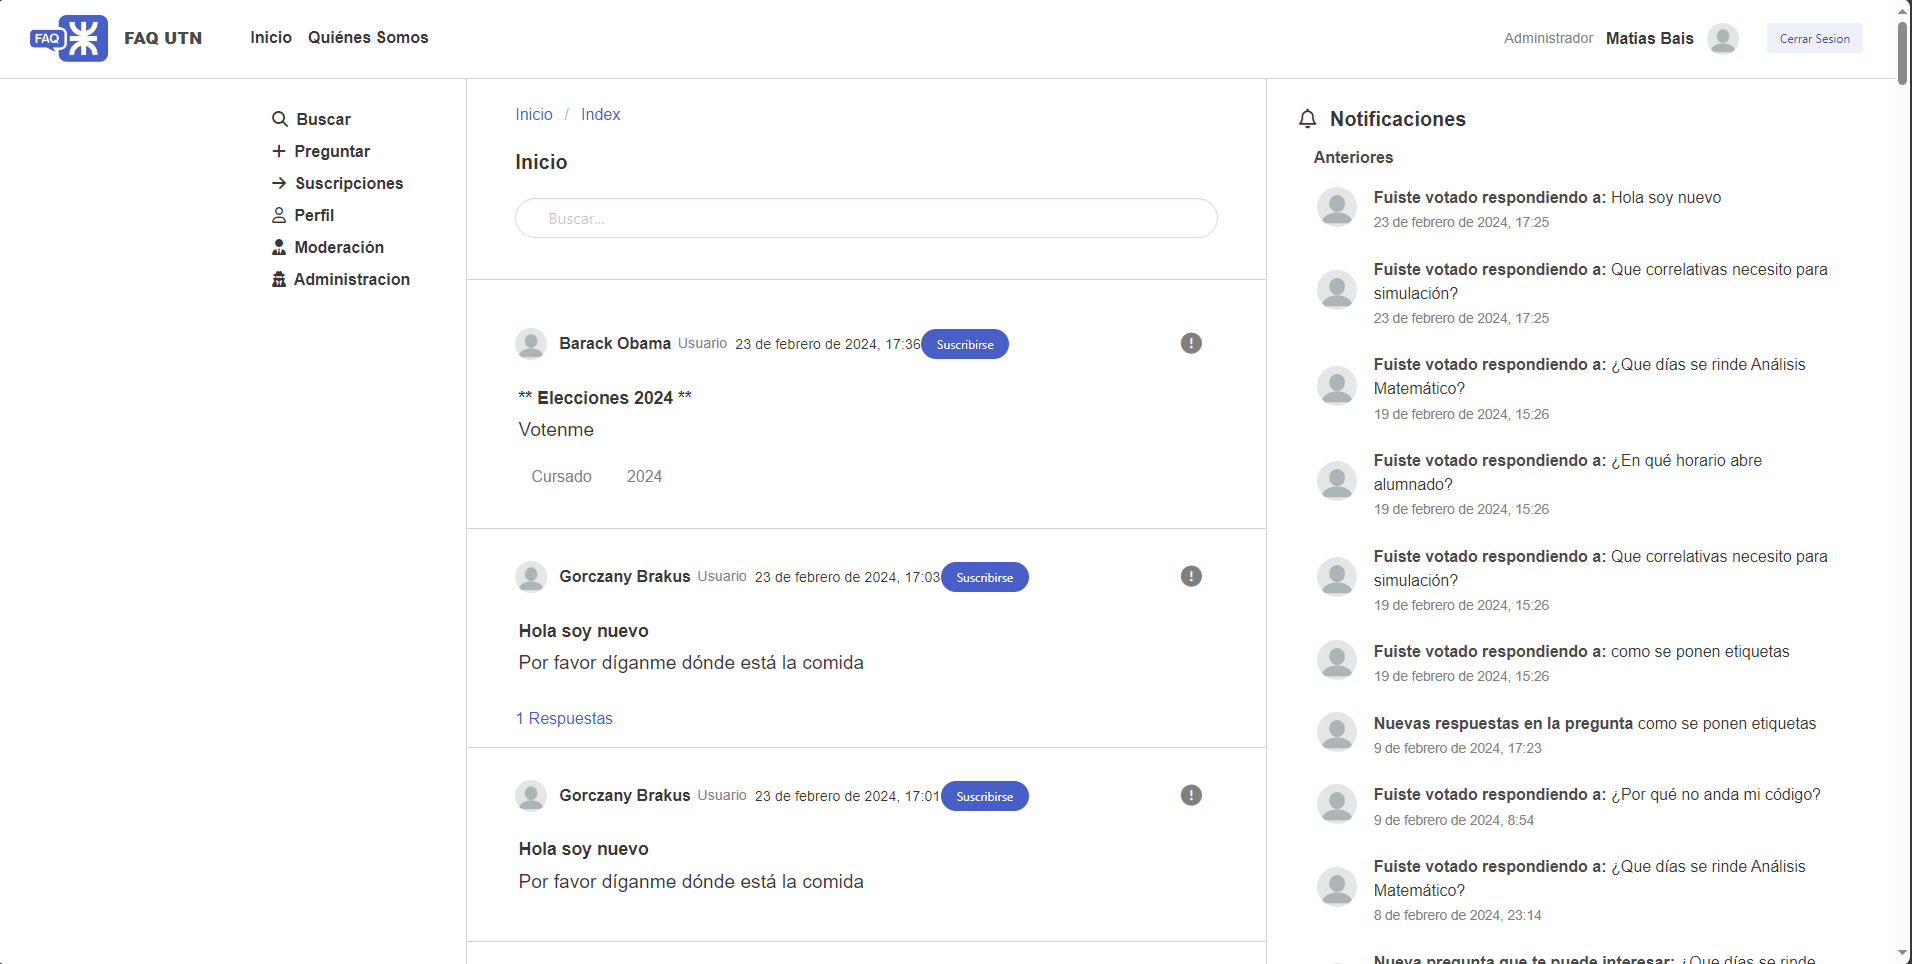 FAQ
FAQ UTN
Inicio
Quiénes Somos
Administrador
Matias Bais
Cerrar Sesion
Buscar
Preguntar
Suscripciones
Perfil
Moderación
Administracion
Inicio / Index
Inicio
Buscar...
Barack Obama Usuario 23 de febrero de 2024, 17:36 Suscribirse
** Elecciones 2024 **
Votenme
Cursado 2024
Gorczany Brakus Usuario 23 de febrero de 2024, 17:03 Suscribirse
Hola soy nuevo
Por favor díganme dónde está la comida
1 Respuestas
Gorczany Brakus Usuario 23 de febrero de 2024, 17:01 Suscribirse
Hola soy nuevo
Por favor díganme dónde está la comida
Notificaciones
Anteriores
Fuiste votado respondiendo a: Hola soy nuevo
23 de febrero de 2024, 17:25
Fuiste votado respondiendo a: Que correlativas necesito para
simulación?
23 de febrero de 2024, 17:25
Fuiste votado respondiendo a: ¿Que días se rinde Análisis
Matemático?
19 de febrero de 2024, 15:26
Fuiste votado respondiendo a: ¿En qué horario abre
alumnado?
19 de febrero de 2024, 15:26
Fuiste votado respondiendo a: Que correlativas necesito para
simulación?
19 de febrero de 2024, 15:26
Fuiste votado respondiendo a: como se ponen etiquetas
19 de febrero de 2024, 15:26
Nuevas respuestas en la pregunta como se ponen etiquetas
9 de febrero de 2024, 17:23
Fuiste votado respondiendo a: ¿Por qué no anda mi código?
9 de febrero de 2024, 8:54
Fuiste votado respondiendo a: ¿Que días se rinde Análisis
Matemático?
8 de febrero de 2024, 23:14
Nueva pregunta que te puede interesar: ¿Que días se rinde